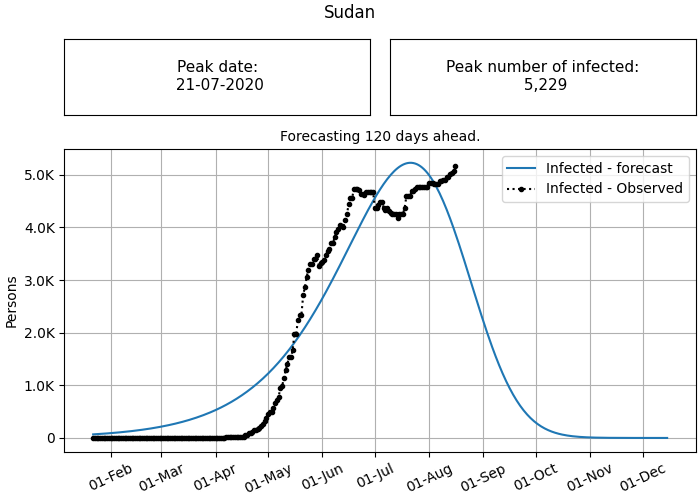 Sudan
Peak date:
21-07-2020
Peak number of infected:
5,229
Forecasting 120 days ahead.
Infected - forecast
Infected - Observed
5.0K
4.0K
3.0K
2.0K
1.0K
0
Persons
01-Feb
01-Mar
01-Apr
01-May
01-Jun
01-Jul
01-Aug
01-Sep
01-Oct
01-Nov
01-Dec